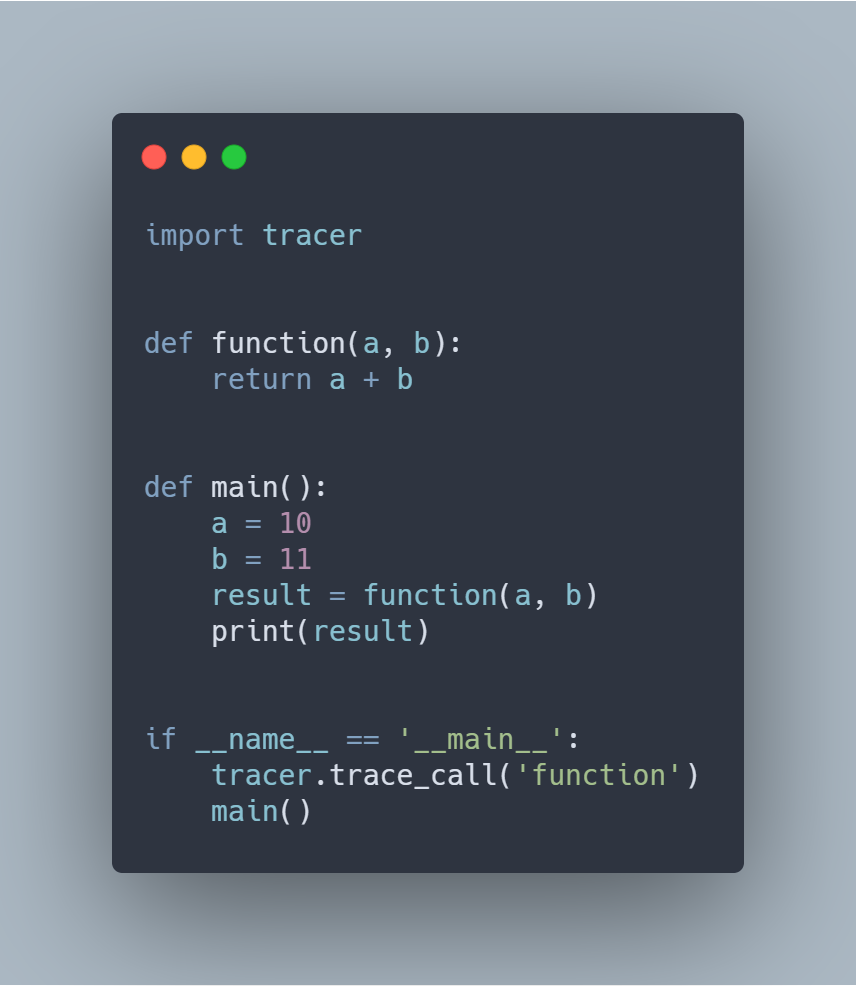 import tracer
def function(a, b):
    return a + b
def main():
    a = 10
    b = 11
    result = function(a, b)
    print(result)
if __name__ == '__main__':
    tracer.trace_call('function')
    main()